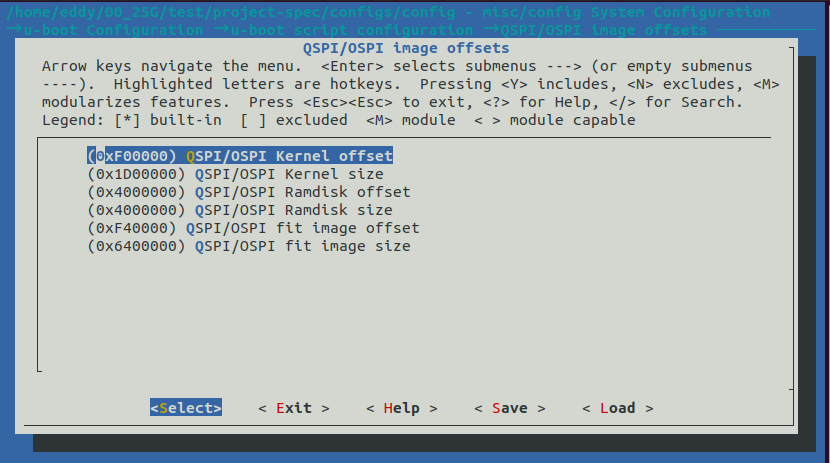 /home/eddy/00_25G/test/project-spec/configs/config - misc/config System Configuration
→u-boot Configuration →u-boot script configuration →QSPI/OSPI image offsets
QSPI/OSPI image offsets
Arrow keys navigate the menu.  <Enter> selects submenus ---> (or empty submenus
----).  Highlighted letters are hotkeys.  Pressing <Y> includes, <N> excludes, <M>
modularizes features.  Press <Esc><Esc> to exit, <?> for Help, </> for Search.
Legend: [*] built-in  [ ] excluded  <M> module  < > module capable
(0xF00000) QSPI/OSPI Kernel offset
(0x1D00000) QSPI/OSPI Kernel size
(0x4000000) QSPI/OSPI Ramdisk offset
(0x4000000) QSPI/OSPI Ramdisk size
(0xF40000) QSPI/OSPI fit image offset
(0x6400000) QSPI/OSPI fit image size
<Select>    < Exit >    < Help >    < Save >    < Load >